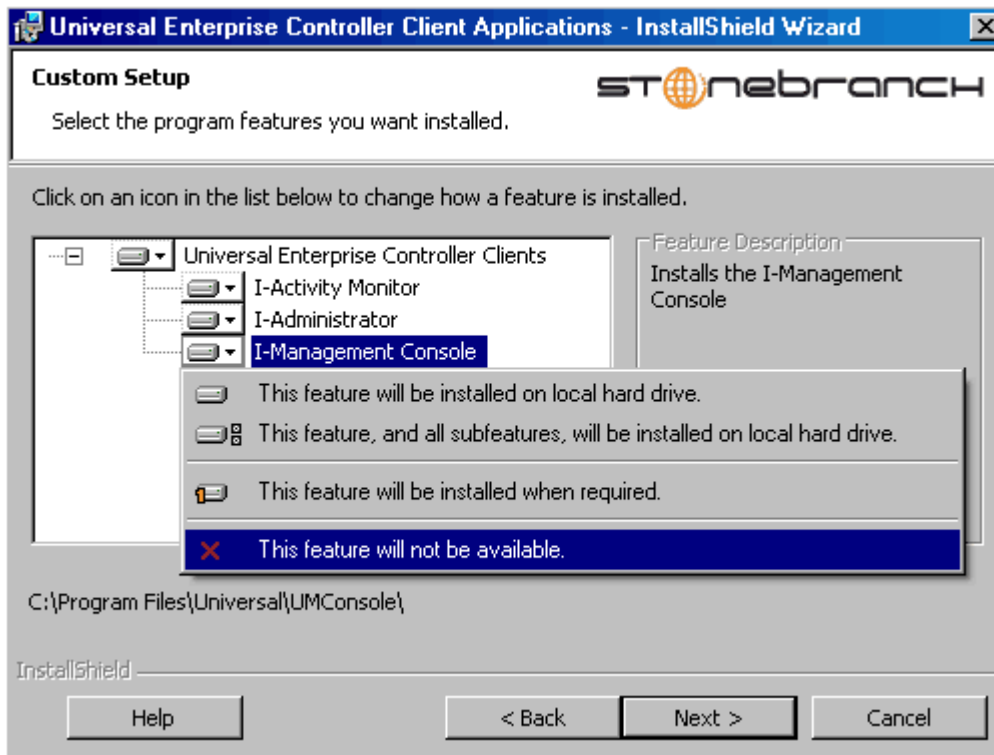 Universal Enterprise Controller Client Applications - InstallShield Wizard
Custom Setup
STONEBRANCH
Select the program features you want installed.
Click on an icon in the list below to change how a feature is installed.
Universal Enterprise Controller Clients
I-Activity Monitor
I-Administrator
I-Management Console
Feature Description
Installs the I-Management
Console
This feature will be installed on local hard drive.
This feature, and all subfeatures, will be installed on local hard drive.
This feature will be installed when required.
This feature will not be available.
C:\Program Files\Universal\UMConsole\
InstallShield
Help
< Back
Next >
Cancel